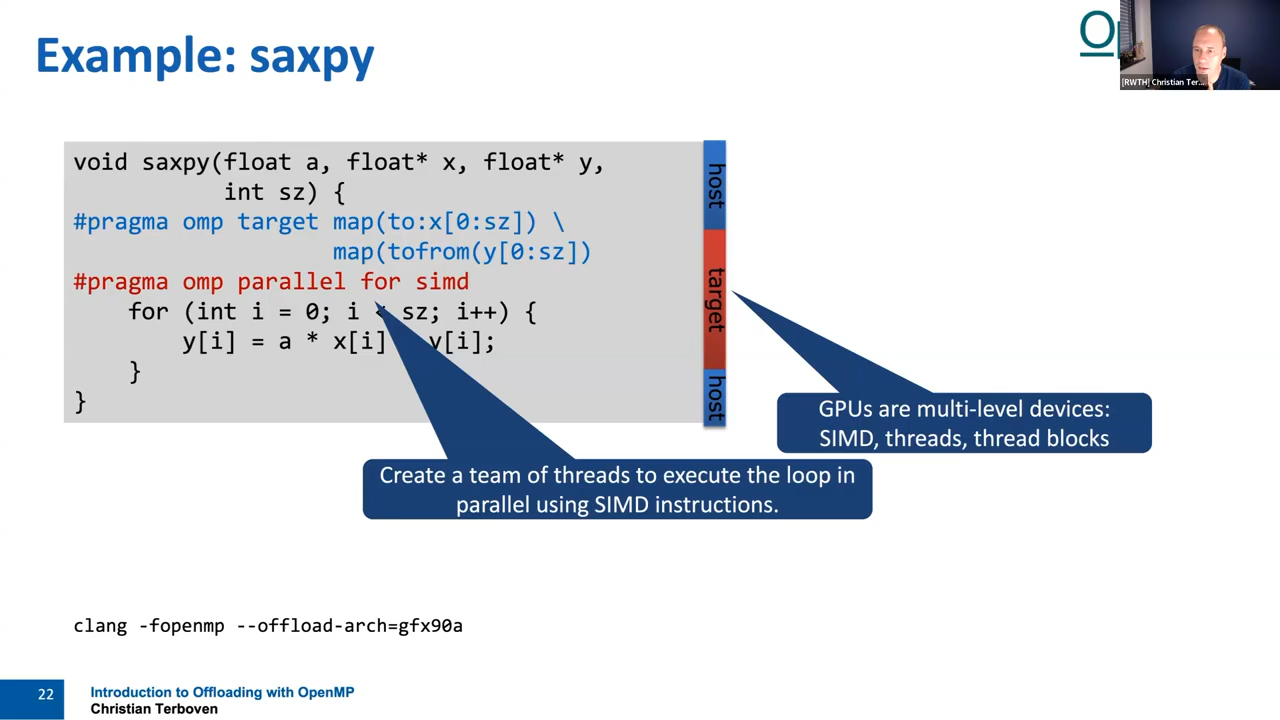 Example: saxpy
O
[RWTH] Christian Ter...
void saxpy(float a, float* x, float* y,
int sz) {
#pragma omp target map(to:x[0:sz]) \
map(tofrom(y[0:sz])
#pragma omp parallel for simd
for (int i = 0; i < sz; i++) {
y[i] = a * x[i] y[i];
}
}
host
target
host
GPUs are multi-level devices:
SIMD, threads, thread blocks
Create a team of threads to execute the loop in
parallel using SIMD instructions.
clang -fopenmp --offload-arch=gfx90a
22
Introduction to Offloading with OpenMP
Christian Terboven